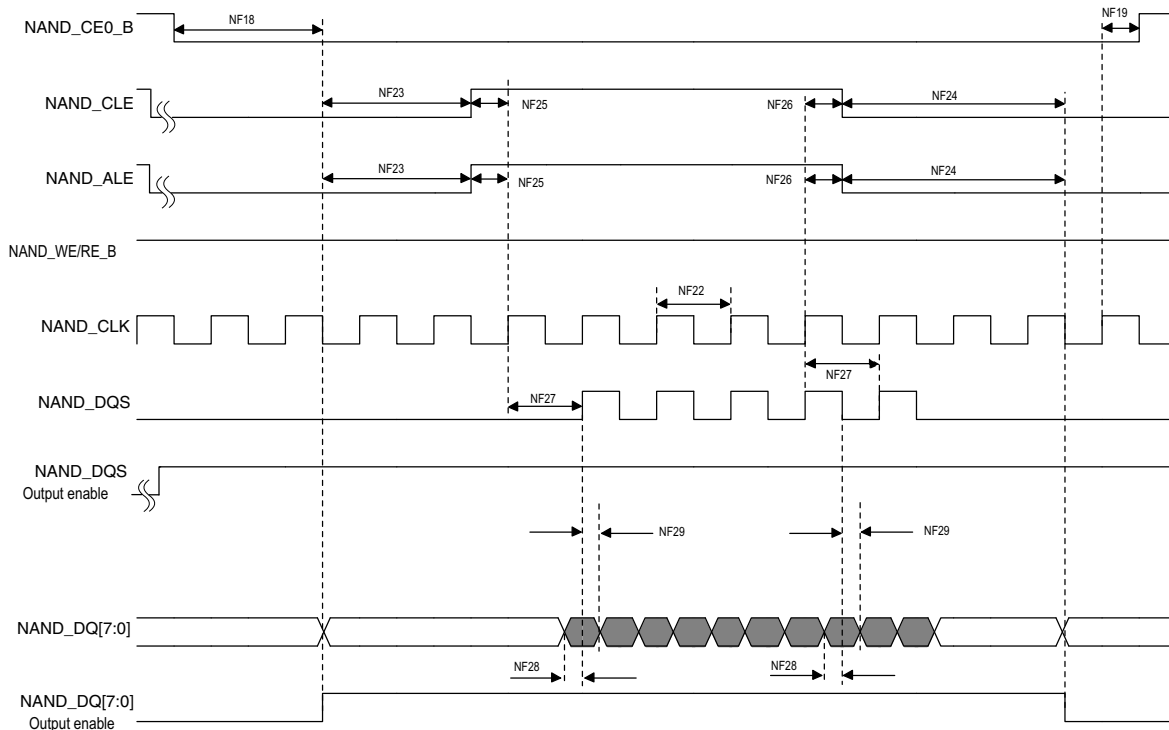 NAND_CE0_B
NF18
NF19
NAND_CLE
NF23
NF25
NF26
NF24
NAND_ALE
NF23
NF25
NF26
NF24
NAND_WE/RE_B
NF22
NAND_CLK
NF27
NAND_DQS
NF27
NAND_DQS
Output enable
NF29
NF29
NAND_DQ[7:0]
NF28
NF28
NAND_DQ[7:0]
Output enable